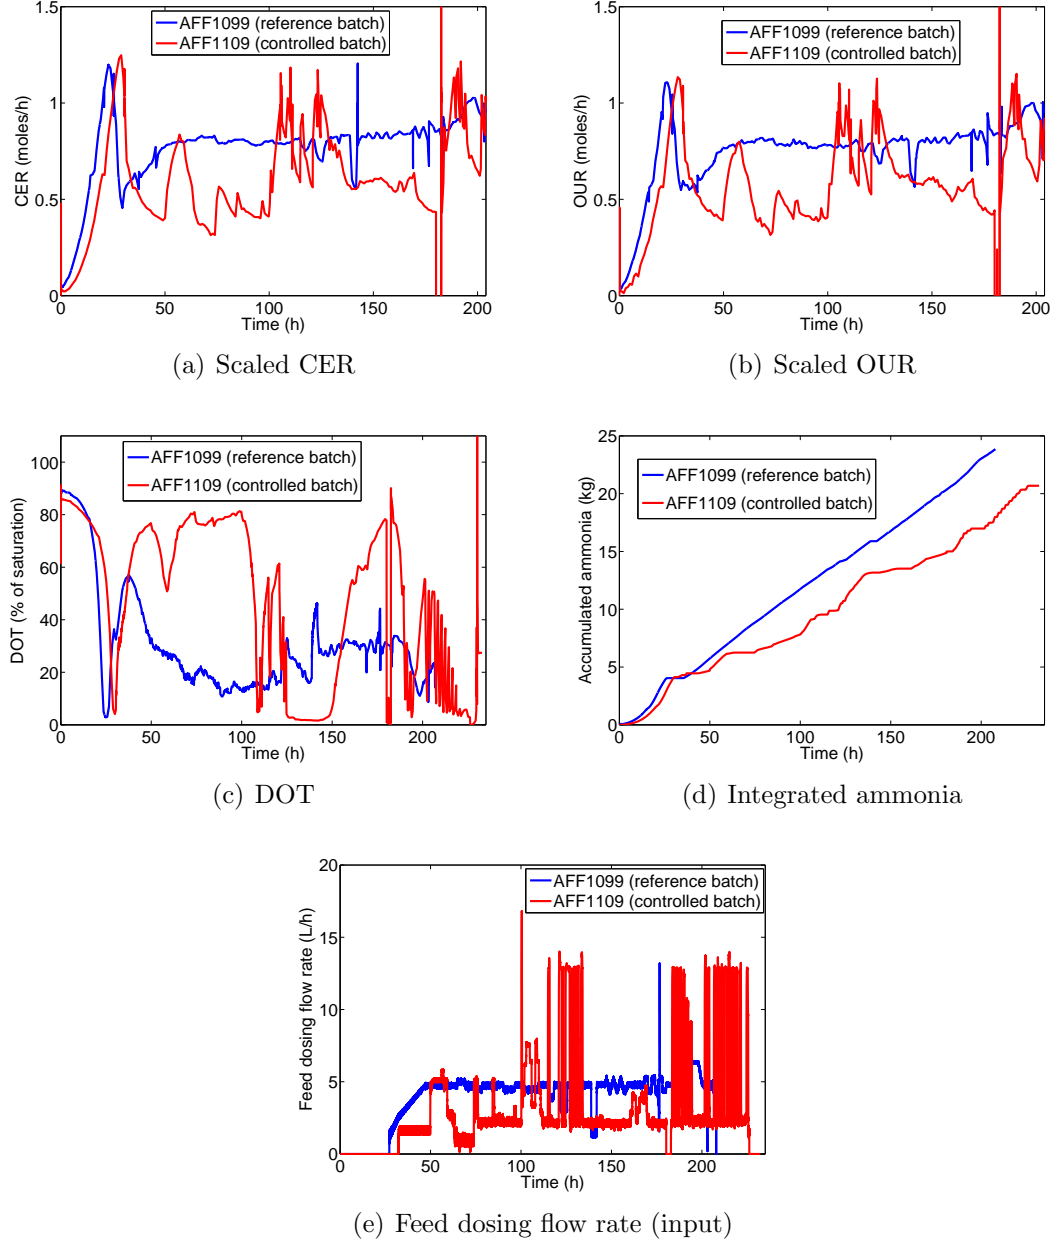 AFF1099 (reference batch)
AFF1109 (controlled batch)
CER (moles/h)
1.5
1
0.5
0
0 50 100 150 200
Time (h)
(a) Scaled CER
AFF1099 (reference batch)
AFF1109 (controlled batch)
OUR (moles/h)
1.5
1
0.5
0
0 50 100 150 200
Time (h)
(b) Scaled OUR
AFF1099 (reference batch)
AFF1109 (controlled batch)
DOT (% of saturation)
100
80
60
40
20
0
0 50 100 150 200
Time (h)
(c) DOT
AFF1099 (reference batch)
AFF1109 (controlled batch)
Accumulated ammonia (kg)
25
20
15
10
5
0
0 50 100 150 200
Time (h)
(d) Integrated ammonia
AFF1099 (reference batch)
AFF1109 (controlled batch)
Feed dosing flow rate (L/h)
20
15
10
5
0
0 50 100 150 200
Time (h)
(e) Feed dosing flow rate (input)